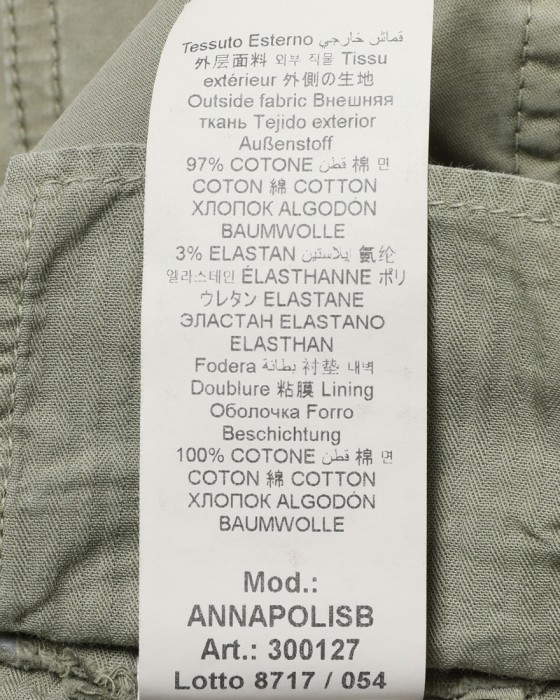 Tessuto Esterno قماش خارجي
外层面料 외부 직물 Tissu
extérieur 外側の生地
Outside fabric Внешняя
ткань Tejido exterior
Außenstoff
97% COTONE قطن 棉 면
COTON 綿 COTTON
ХЛОПОК ALGODÓN
BAUMWOLLE
3% ELASTAN إيلاستين 氨纶
엘라스테인 ÉLASTHANNE ポリ
ウレタン ELASTANE
ЭЛАСТАН ELASTANO
ELASTHAN
Fodera بطانة 衬垫 내벽
Doublure 粘膜 Lining
Оболочка Forro
Beschichtung
100% COTONE قطن 棉 면
COTON 綿 COTTON
ХЛОПОК ALGODÓN
BAUMWOLLE
Mod.:
ANNAPOLISB
Art.: 300127
Lotto 8717 / 054